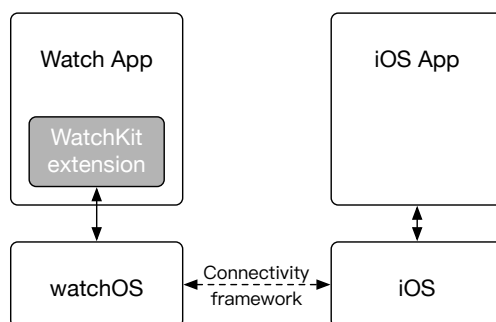 Watch App
iOS App
WatchKit
extension
watchOS
Connectivity
framework
iOS